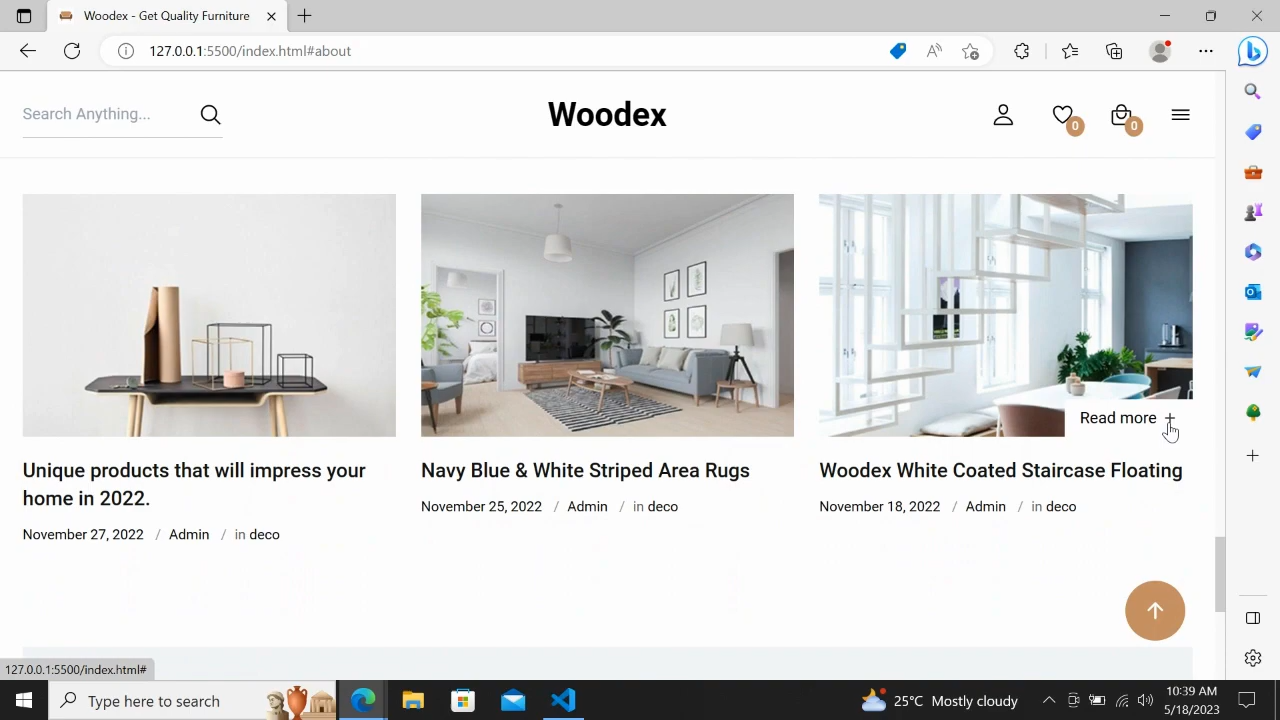 Woodex - Get Quality Furniture
127.0.0.1:5500/index.html#about
Search Anything...
Woodex
0
0
Read more +
Unique products that will impress your
home in 2022.
November 27, 2022 / Admin / in deco
Navy Blue & White Striped Area Rugs
November 25, 2022 / Admin / in deco
Woodex White Coated Staircase Floating
November 18, 2022 / Admin / in deco
127.0.0.1:5500/index.html#
Type here to search
25°C Mostly cloudy
10:39 AM
5/18/2023